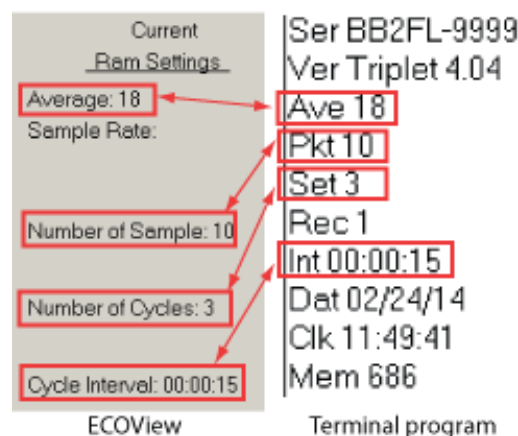 Current
Ram Settings
Average: 18
Sample Rate:
Number of Sample: 10
Number of Cycles: 3
Cycle Interval: 00:00:15
ECOView
Ser BB2FL-9999
Ver Triplet 4.04
Ave 18
Pkt 10
Set 3
Rec 1
Int 00:00:15
Dat 02/24/14
Clk 11:49:41
Mem 686
Terminal program